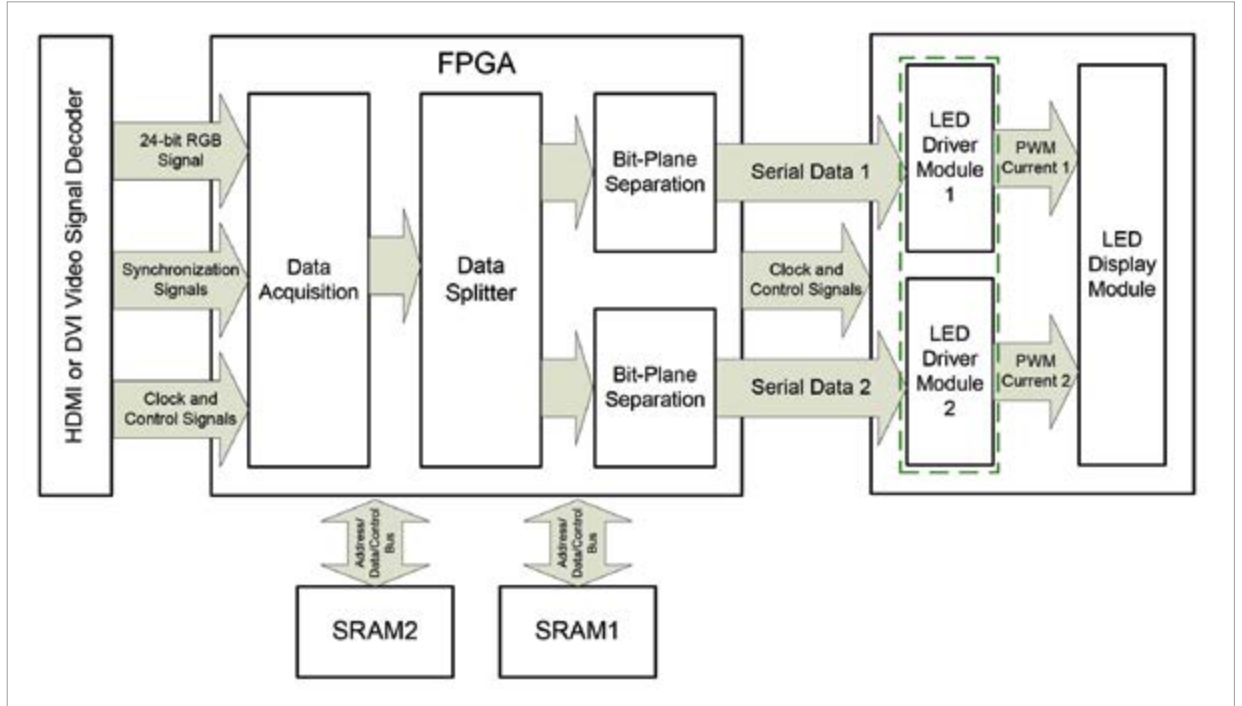 HDMI or DVI Video Signal Decoder
24-bit RGB
Signal
Synchronization
Signals
Clock and
Control Signals
FPGA
Data
Acquisition
Data
Splitter
Bit-Plane
Separation
Bit-Plane
Separation
Serial Data 1
Clock and
Control Signals
Serial Data 2
LED
Driver
Module
1
LED
Driver
Module
2
PWM
Current 1
PWM
Current 2
LED
Display
Module
Address/
Data/Control
Bus
Address/
Data/Control
Bus
SRAM2
SRAM1